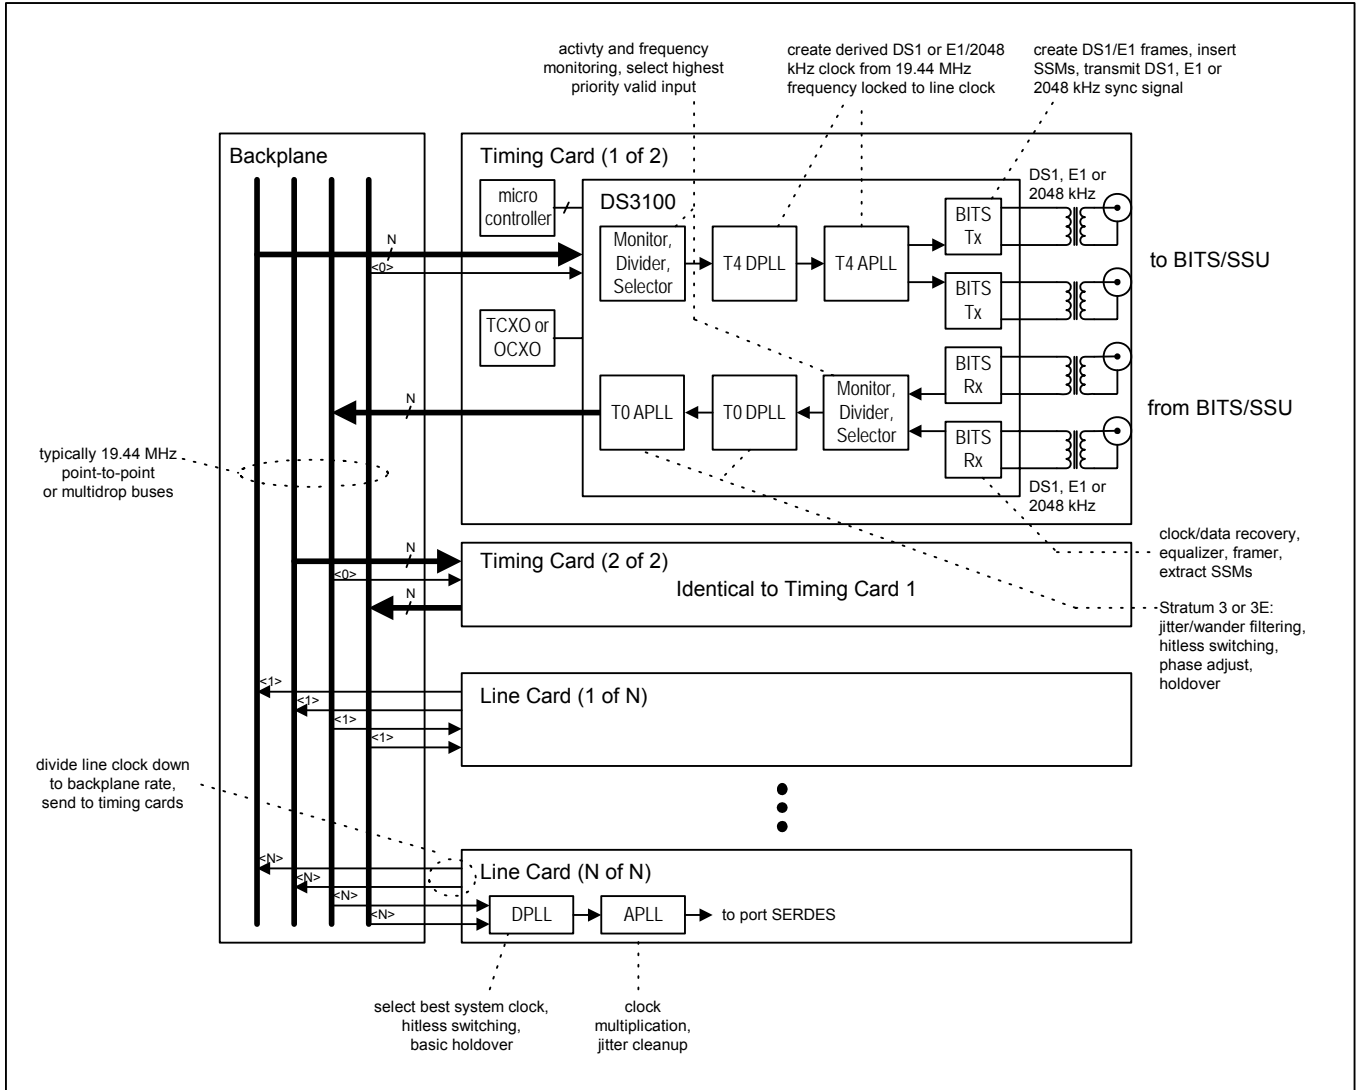 activty and frequency
monitoring, select highest
priority valid input
create derived DS1 or E1/2048
kHz clock from 19.44 MHz
frequency locked to line clock
create DS1/E1 frames, insert
SSMs, transmit DS1, E1 or
2048 kHz sync signal
Backplane
Timing Card (1 of 2)
micro
controller
DS3100
DS1, E1 or
2048 kHz
N
<0>
Monitor,
Divider,
Selector
T4 DPLL
T4 APLL
BITS
Tx
BITS
Tx
to BITS/SSU
TCXO or
OCXO
N
T0 APLL
T0 DPLL
Monitor,
Divider,
Selector
BITS
Rx
BITS
Rx
from BITS/SSU
DS1, E1 or
2048 kHz
typically 19.44 MHz
point-to-point
or multidrop buses
clock/data recovery,
equalizer, framer,
extract SSMs
N
<0>
N
Timing Card (2 of 2)
Identical to Timing Card 1
Stratum 3 or 3E:
jitter/wander filtering,
hitless switching,
phase adjust,
holdover
<1>
<1>
<1>
<1>
Line Card (1 of N)
divide line clock down
to backplane rate,
send to timing cards
<N>
<N>
<N>
<N>
Line Card (N of N)
DPLL
APLL
to port SERDES
select best system clock,
hitless switching,
basic holdover
clock
multiplication,
jitter cleanup